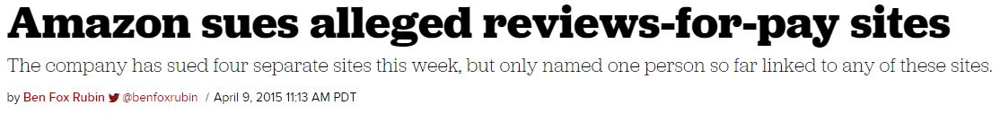 Amazon sues alleged reviews-for-pay sites
The company has sued four separate sites this week, but only named one person so far linked to any of these sites.
by Ben Fox Rubin @benfoxrubin / April 9, 2015 11:13 AM PDT